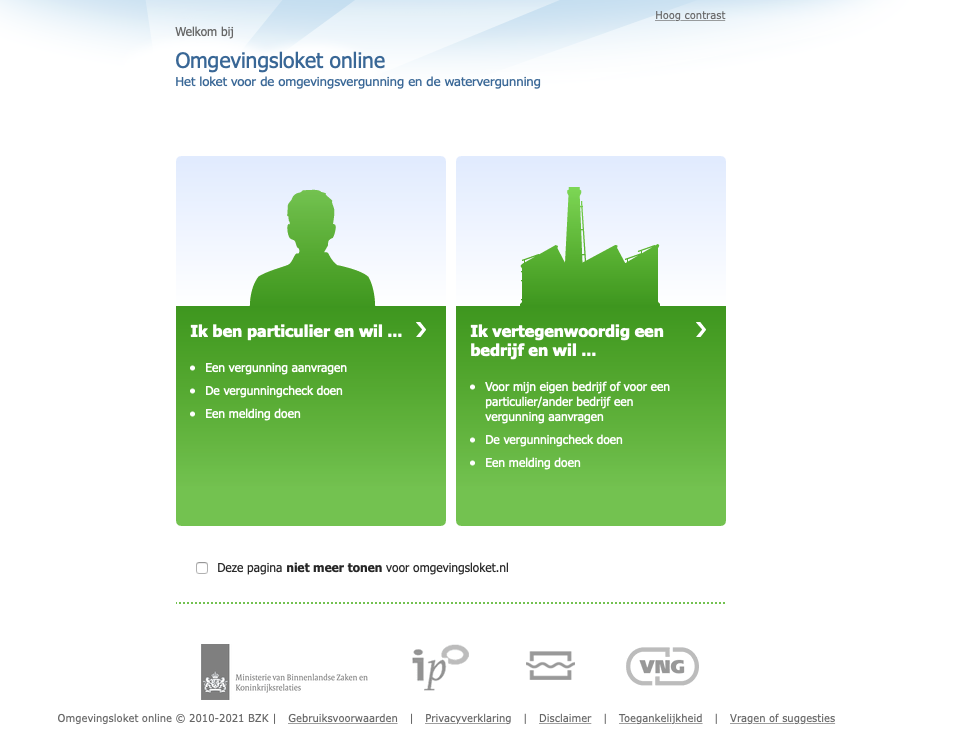 Hoog contrast
Welkom bij
Omgevingsloket online
Het loket voor de omgevingsvergunning en de watervergunning
Ik ben particulier en wil ...
Een vergunning aanvragen
De vergunningcheck doen
Een melding doen
Ik vertegenwoordig een
bedrijf en wil ...
Voor mijn eigen bedrijf of voor een
particulier/ander bedrijf een
vergunning aanvragen
De vergunningcheck doen
Een melding doen
Deze pagina niet meer tonen voor omgevingsloket.nl
Ministerie van Binnenlandse Zaken en
Koninkrijksrelaties
ipo
VNG
Omgevingsloket online © 2010-2021 BZK | Gebruiksvoorwaarden | Privacyverklaring | Disclaimer | Toegankelijkheid | Vragen of suggesties